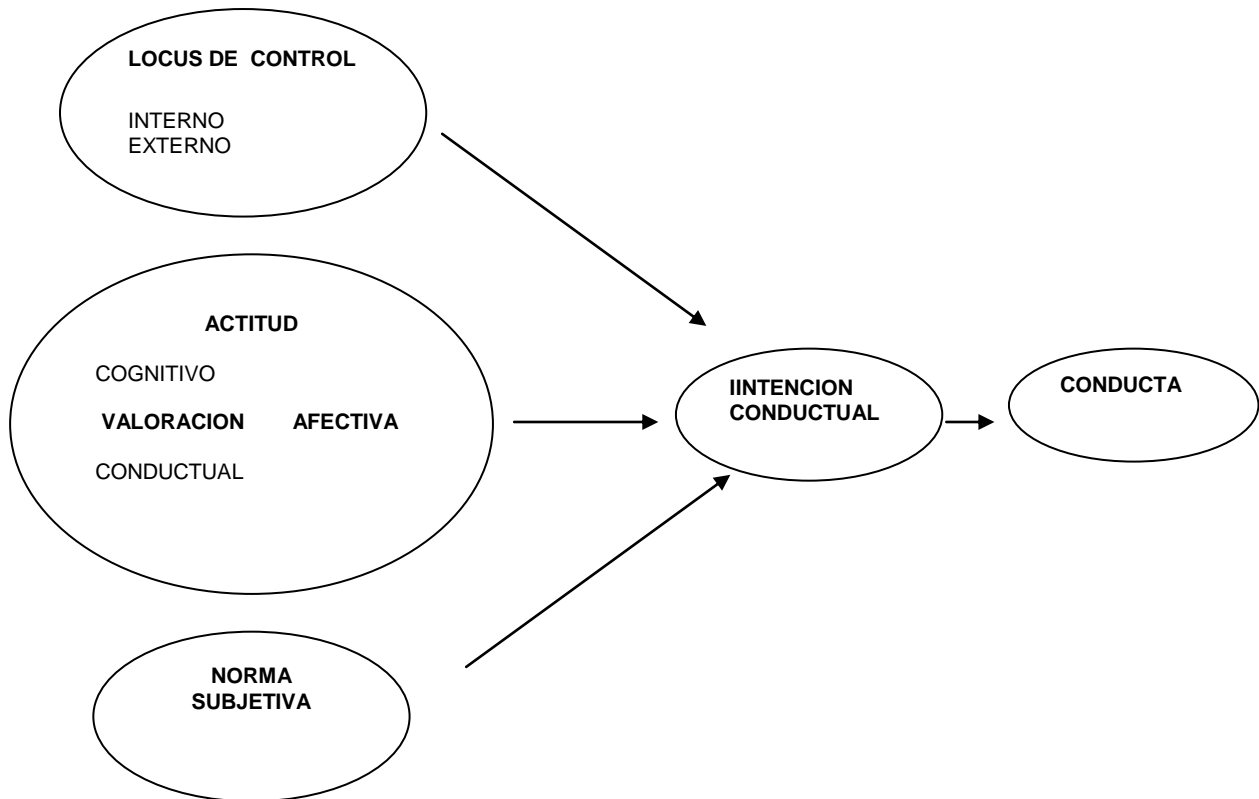 LOCUS DE CONTROL
INTERNO
EXTERNO
ACTITUD
COGNITIVO
VALORACION AFECTIVA
CONDUCTUAL
IINTENCION
CONDUCTUAL
CONDUCTA
NORMA
SUBJETIVA